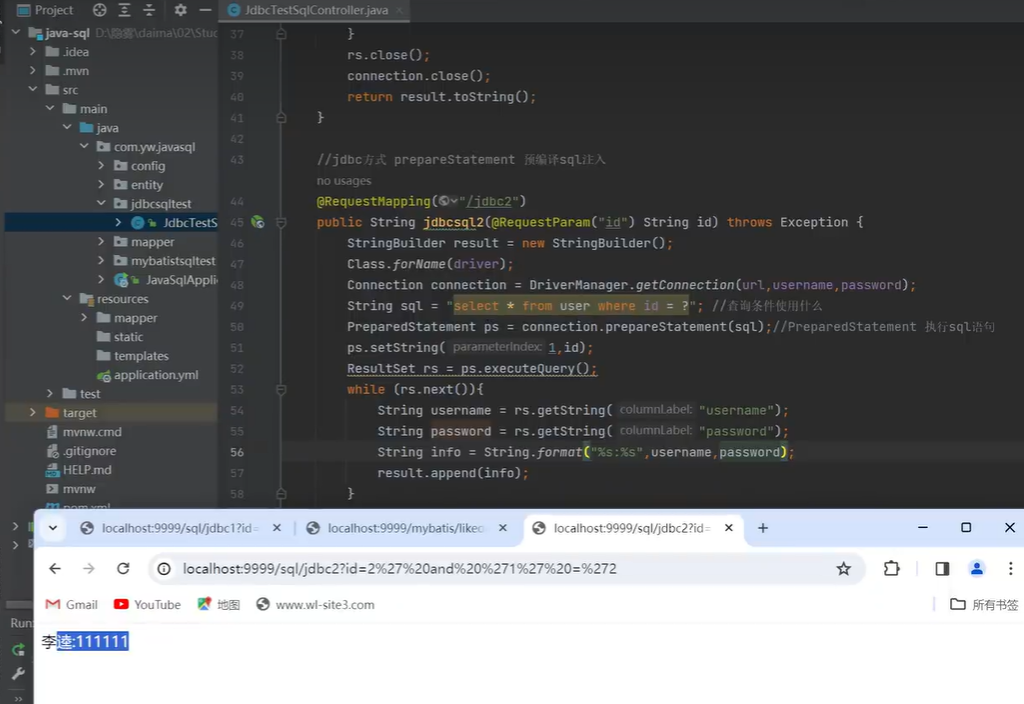 Project
JdbcTestSqlController.java
java-sql D:\隐雾\daima\02\Stud
.idea
.mvn
src
main
java
com.yw.javasql
config
entity
jdbcsqltest
JdbcTestS
mapper
mybatistsqltest
JavaSqlAppli
resources
mapper
static
templates
application.yml
test
target
mvnw.cmd
.gitignore
HELP.md
mvnw
pom.xml
37 }
38 rs.close();
39 connection.close();
40 return result.toString();
41 }
42
43 //jdbc方式 prepareStatement 预编译sql注入
no usages
44 @RequestMapping("/jdbc2")
45 public String jdbcsql2(@RequestParam("id") String id) throws Exception {
46 StringBuilder result = new StringBuilder();
47 Class.forName(driver);
48 Connection connection = DriverManager.getConnection(url,username,password);
49 String sql = "select * from user where id = ?"; //查询条件使用什么
50 PreparedStatement ps = connection.prepareStatement(sql);//PreparedStatement 执行sql语句
51 ps.setString( parameterIndex: 1,id);
52 ResultSet rs = ps.executeQuery();
53 while (rs.next()){
54 String username = rs.getString( columnLabel: "username");
55 String password = rs.getString( columnLabel: "password");
56 String info = String.format("%s:%s",username,password);
57 result.append(info);
58 }
Run:
localhost:9999/sql/jdbc1?id=
localhost:9999/mybatis/like
localhost:9999/sql/jdbc2?id=
localhost:9999/sql/jdbc2?id=2%27%20and%20%271%27%20=%272
Gmail YouTube 地图 www.wl-site3.com 所有书签
李逵:111111